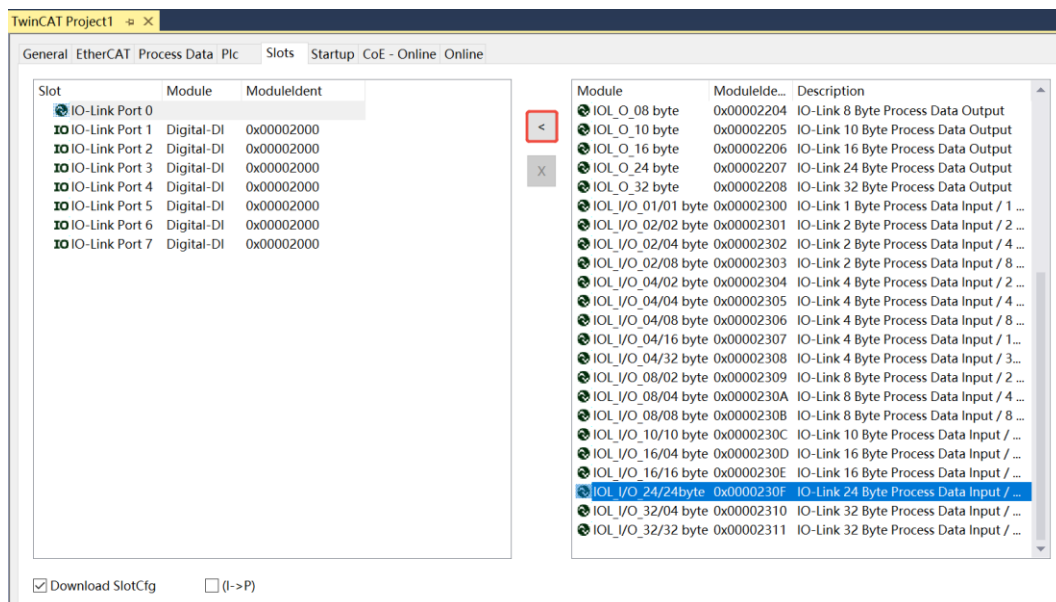 TwinCAT Project1
General EtherCAT Process Data Plc Slots Startup CoE - Online Online
Slot Module ModuleIdent
IO-Link Port 0
IO IO-Link Port 1 Digital-DI 0x00002000
IO IO-Link Port 2 Digital-DI 0x00002000
IO IO-Link Port 3 Digital-DI 0x00002000
IO IO-Link Port 4 Digital-DI 0x00002000
IO IO-Link Port 5 Digital-DI 0x00002000
IO IO-Link Port 6 Digital-DI 0x00002000
IO IO-Link Port 7 Digital-DI 0x00002000
<
X
Module ModuleIde... Description
IOL_O_08 byte 0x00002204 IO-Link 8 Byte Process Data Output
IOL_O_10 byte 0x00002205 IO-Link 10 Byte Process Data Output
IOL_O_16 byte 0x00002206 IO-Link 16 Byte Process Data Output
IOL_O_24 byte 0x00002207 IO-Link 24 Byte Process Data Output
IOL_O_32 byte 0x00002208 IO-Link 32 Byte Process Data Output
IOL_I/O_01/01 byte 0x00002300 IO-Link 1 Byte Process Data Input / 1 ...
IOL_I/O_02/02 byte 0x00002301 IO-Link 2 Byte Process Data Input / 2 ...
IOL_I/O_02/04 byte 0x00002302 IO-Link 2 Byte Process Data Input / 4 ...
IOL_I/O_02/08 byte 0x00002303 IO-Link 2 Byte Process Data Input / 8 ...
IOL_I/O_04/02 byte 0x00002304 IO-Link 4 Byte Process Data Input / 2 ...
IOL_I/O_04/04 byte 0x00002305 IO-Link 4 Byte Process Data Input / 4 ...
IOL_I/O_04/08 byte 0x00002306 IO-Link 4 Byte Process Data Input / 8 ...
IOL_I/O_04/16 byte 0x00002307 IO-Link 4 Byte Process Data Input / 1...
IOL_I/O_04/32 byte 0x00002308 IO-Link 4 Byte Process Data Input / 3...
IOL_I/O_08/02 byte 0x00002309 IO-Link 8 Byte Process Data Input / 2 ...
IOL_I/O_08/04 byte 0x0000230A IO-Link 8 Byte Process Data Input / 4 ...
IOL_I/O_08/08 byte 0x0000230B IO-Link 8 Byte Process Data Input / 8 ...
IOL_I/O_10/10 byte 0x0000230C IO-Link 10 Byte Process Data Input / ...
IOL_I/O_16/04 byte 0x0000230D IO-Link 16 Byte Process Data Input / ...
IOL_I/O_16/16 byte 0x0000230E IO-Link 16 Byte Process Data Input / ...
IOL_I/O_24/24byte 0x0000230F IO-Link 24 Byte Process Data Input / ...
IOL_I/O_32/04 byte 0x00002310 IO-Link 32 Byte Process Data Input / ...
IOL_I/O_32/32 byte 0x00002311 IO-Link 32 Byte Process Data Input / ...
Download SlotCfg (I->P)